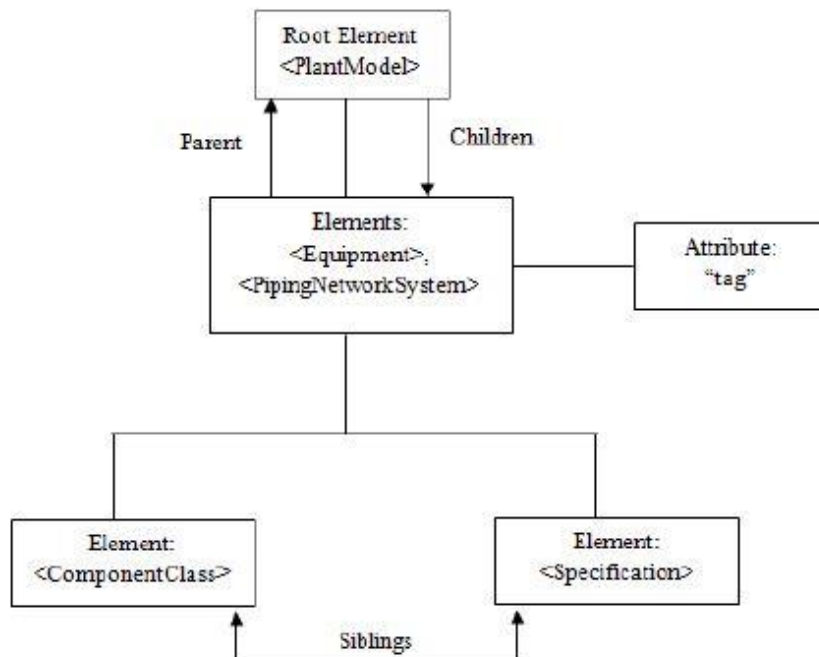 Root Element
<PlantModel>
Parent
Children
Elements:
<Equipment>,
<PipingNetworkSystem>
Attribute:
“tag”
Element:
<ComponentClass>
Element:
<Specification>
Siblings